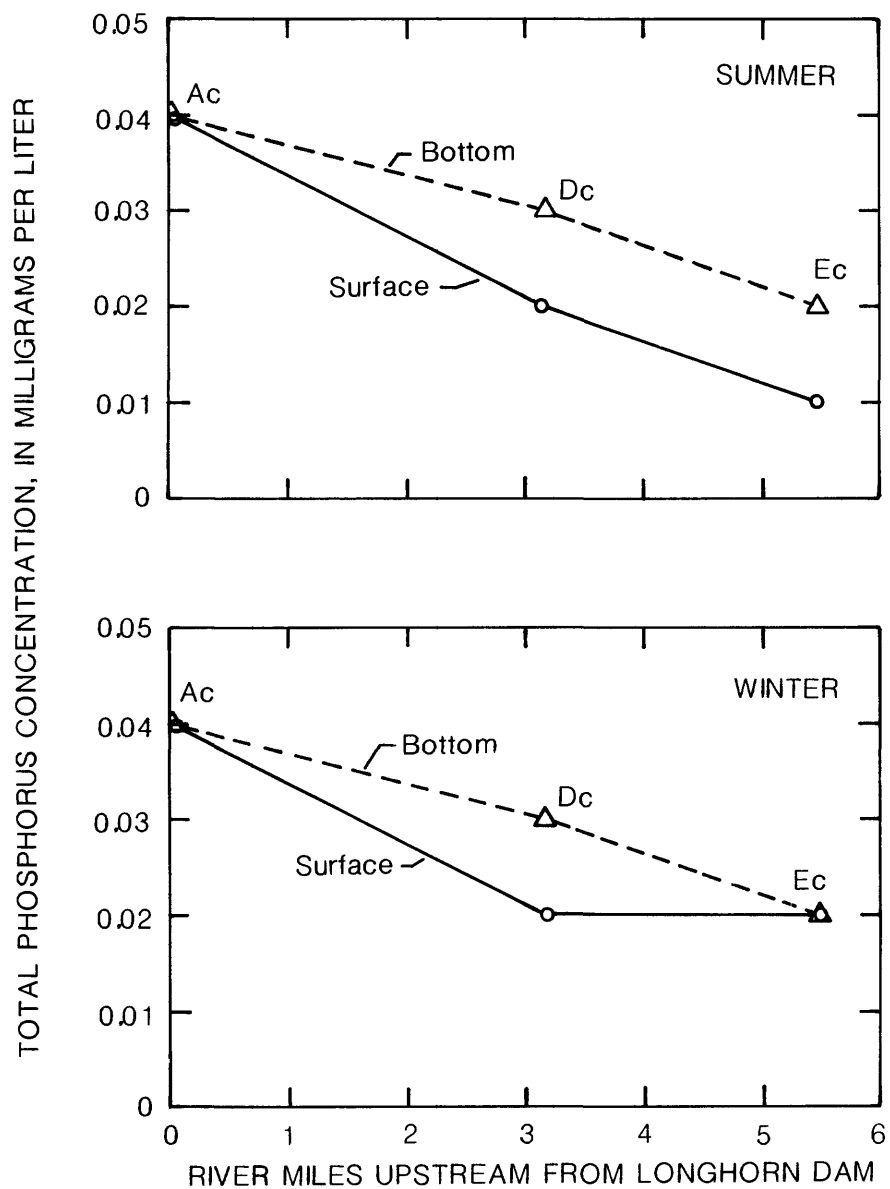 TOTAL PHOSPHORUS CONCENTRATION, IN MILLIGRAMS PER LITER
0.05
SUMMER
Ac
0.04
Bottom
Dc
0.03
Ec
Surface
0.02
0.01
0
0.05
WINTER
Ac
0.04
Bottom
Dc
0.03
Surface
Ec
0.02
0.01
0
0 1 2 3 4 5 6
RIVER MILES UPSTREAM FROM LONGHORN DAM